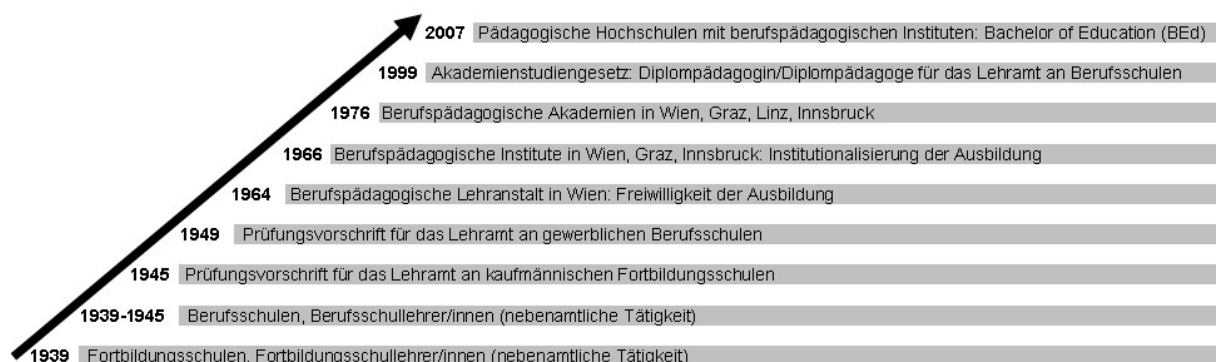 2007 Pädagogische Hochschulen mit berufspädagogischen Instituten: Bachelor of Education (BEd)
1999 Akademienstudiengesetz: Diplompädagogin/Diplompädagoge für das Lehramt an Berufsschulen
1976 Berufspädagogische Akademien in Wien, Graz, Linz, Innsbruck
1966 Berufspädagogische Institute in Wien, Graz, Innsbruck: Institutionalisierung der Ausbildung
1964 Berufspädagogische Lehranstalt in Wien: Freiwilligkeit der Ausbildung
1949 Prüfungsvorschrift für das Lehramt an gewerblichen Berufsschulen
1945 Prüfungsvorschrift für das Lehramt an kaufmännischen Fortbildungsschulen
1939-1945 Berufsschulen, Berufsschullehrer/innen (nebenamtliche Tätigkeit)
1939 Fortbildungsschulen, Fortbildungsschullehrer/innen (nebenamtliche Tätigkeit)